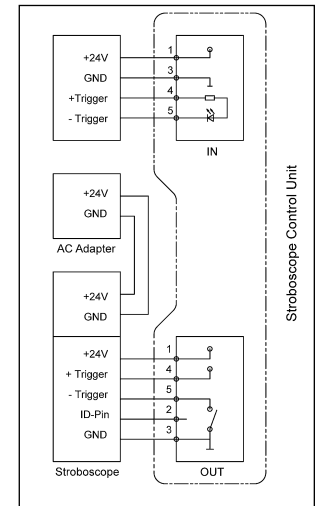 +24V 1
GND 3
+Trigger 4
- Trigger 5
IN
+24V
GND
AC Adapter
+24V
GND
+24V 1
+ Trigger 4
- Trigger 5
ID-Pin 2
GND 3
Stroboscope OUT
Stroboscope Control Unit